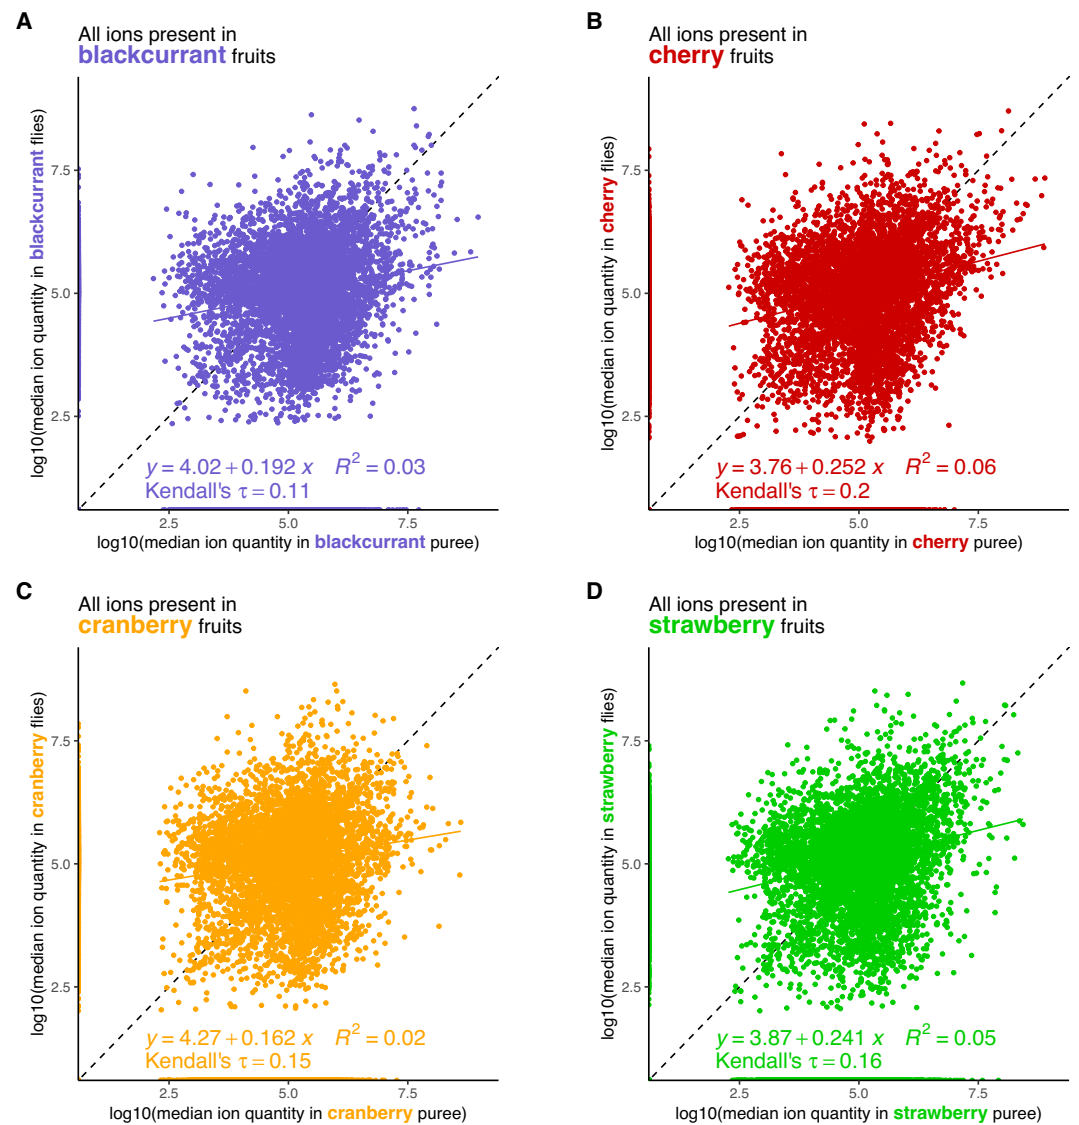 A
All ions present in
blackcurrant fruits
log10(median ion quantity in blackcurrant flies)
7.5
5.0
2.5
y = 4.02 + 0.192 x R² = 0.03
Kendall's τ = 0.11
2.5 5.0 7.5
log10(median ion quantity in blackcurrant puree)
B
All ions present in
cherry fruits
log10(median ion quantity in cherry flies)
7.5
5.0
2.5
y = 3.76 + 0.252 x R² = 0.06
Kendall's τ = 0.2
2.5 5.0 7.5
log10(median ion quantity in cherry puree)
C
All ions present in
cranberry fruits
log10(median ion quantity in cranberry flies)
7.5
5.0
2.5
y = 4.27 + 0.162 x R² = 0.02
Kendall's τ = 0.15
2.5 5.0 7.5
log10(median ion quantity in cranberry puree)
D
All ions present in
strawberry fruits
log10(median ion quantity in strawberry flies)
7.5
5.0
2.5
y = 3.87 + 0.241 x R² = 0.05
Kendall's τ = 0.16
2.5 5.0 7.5
log10(median ion quantity in strawberry puree)